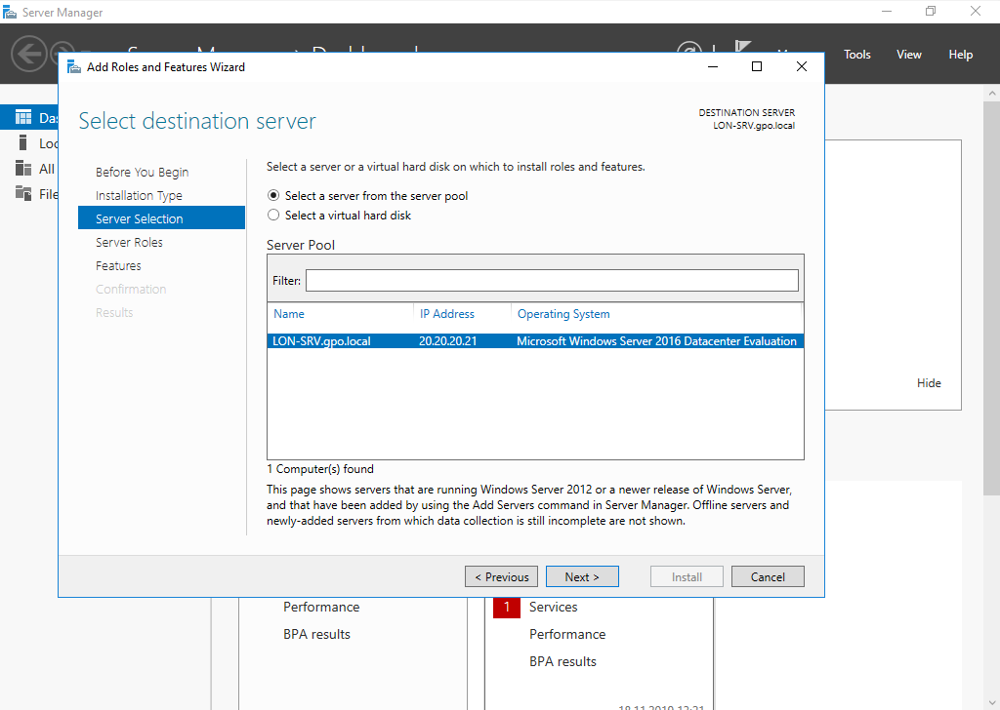 Server Manager
Tools View Help
Add Roles and Features Wizard
Select destination server
DESTINATION SERVER
LON-SRV.gpo.local
Before You Begin
Installation Type
Server Selection
Server Roles
Features
Confirmation
Results
Select a server or a virtual hard disk on which to install roles and features.
Select a server from the server pool
Select a virtual hard disk
Server Pool
Filter:
Name IP Address Operating System
LON-SRV.gpo.local 20.20.20.21 Microsoft Windows Server 2016 Datacenter Evaluation
1 Computer(s) found
This page shows servers that are running Windows Server 2012 or a newer release of Windows Server,
and that have been added by using the Add Servers command in Server Manager. Offline servers and
newly-added servers from which data collection is still incomplete are not shown.
< Previous Next > Install Cancel
All
File
Hide
Performance
BPA results
1 Services
Performance
BPA results